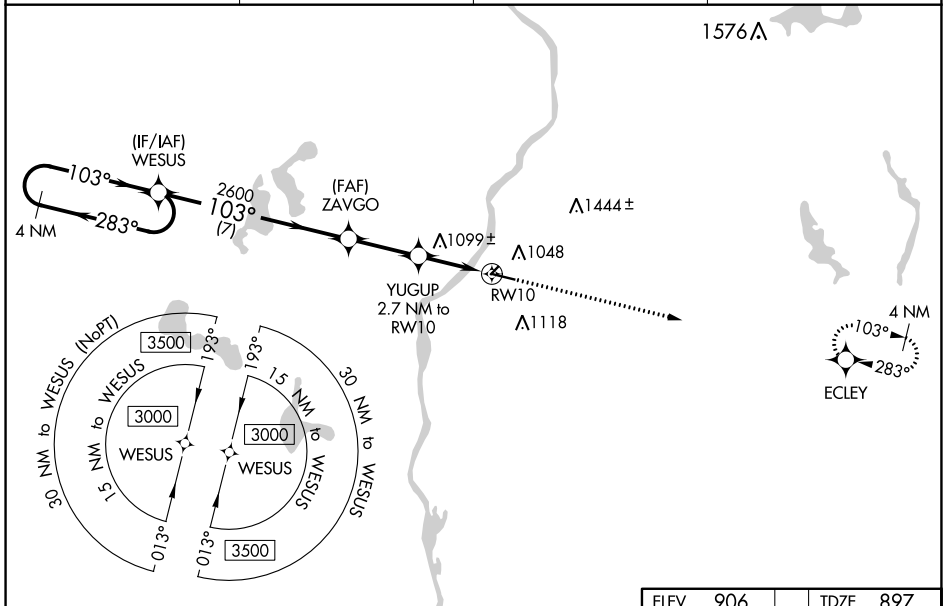 1576
(IF/IAF)
WESUS
103°
283°
4 NM
2600
103°
(7)
(FAF)
ZAVGO
1444±
1099±
1048
YUGUP
2.7 NM to
RW10
RW10
1118
4 NM
103°
283°
ECLEY
30 NM to WESUS (NoPT)
3500
193°
15 NM to WESUS
3000
WESUS
013°
193°
30 NM to WESUS
15 NM to WESUS
3000
WESUS
013°
3500
ELEV 906
TDZE 897